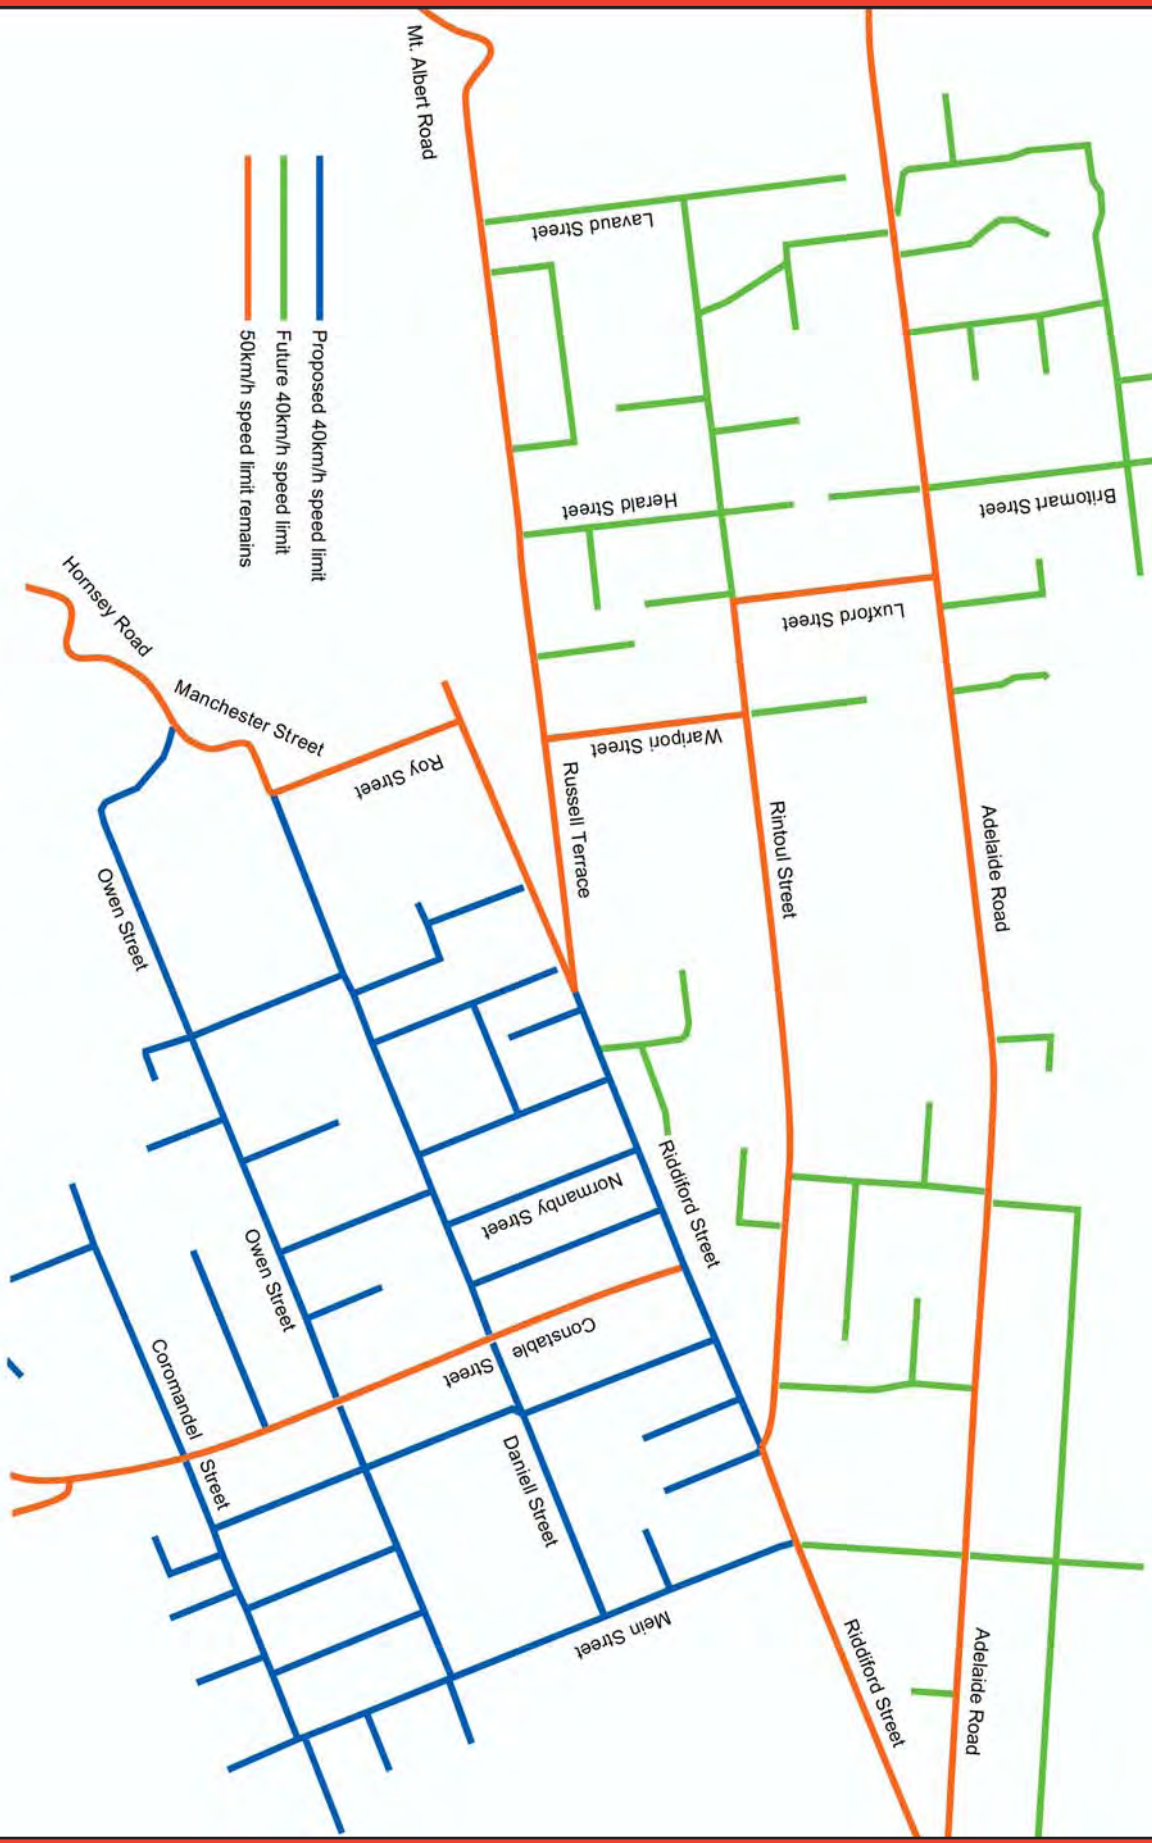 Mt. Albert Road
Lavaud Street
Proposed 40km/h speed limit
Future 40km/h speed limit
50km/h speed limit remains
Herald Street
Britomart Street
Luxford Street
Hornsey Road
Manchester Street
Waripori Street
Roy Street
Russell Terrace
Rintoul Street
Adelaide Road
Owen Street
Riddiford Street
Normanby Street
Owen Street
Constable Street
Coromandel Street
Daniell Street
Mein Street
Riddiford Street
Adelaide Road